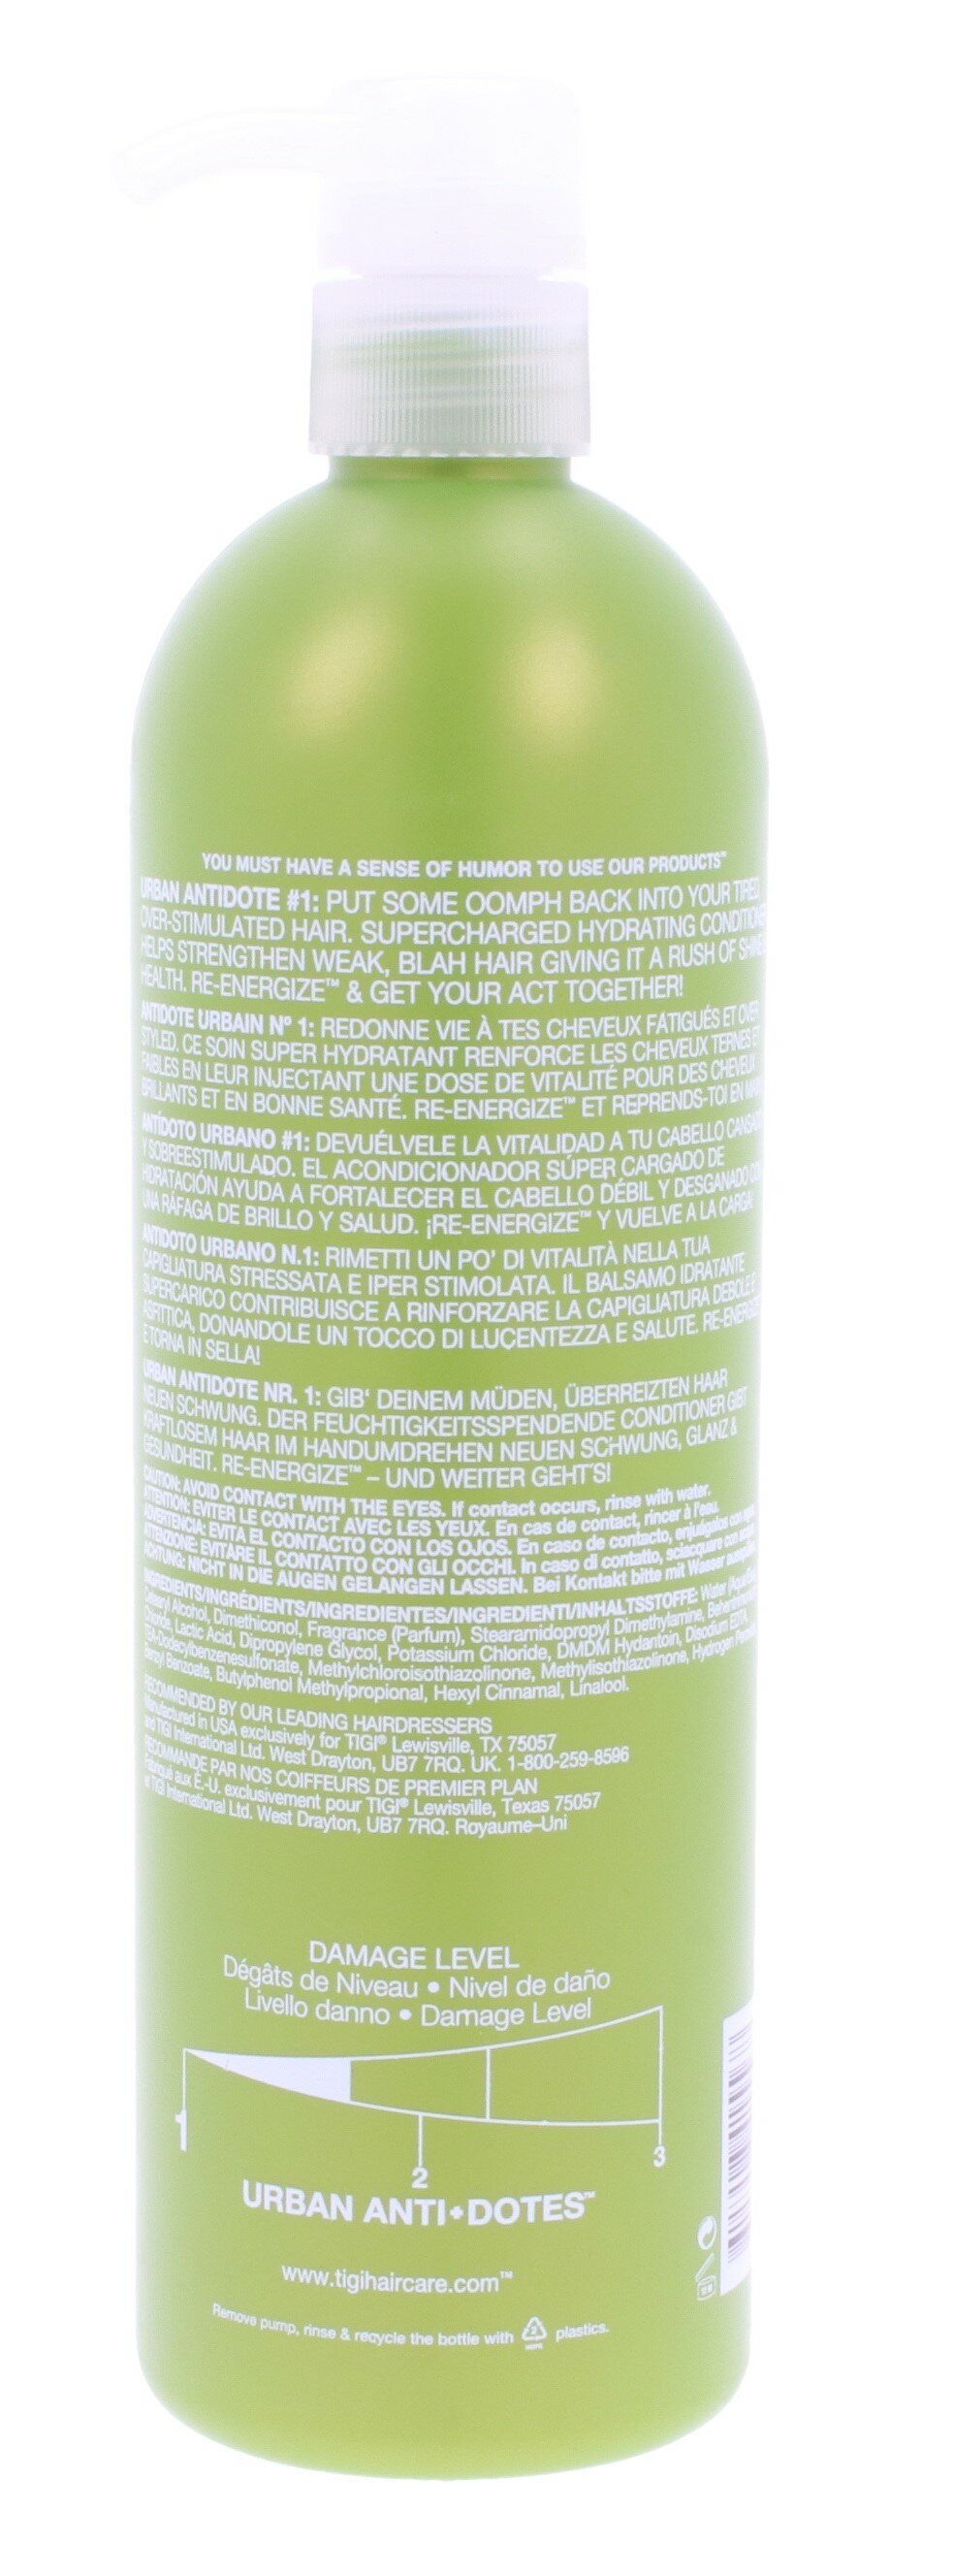 YOU MUST HAVE A SENSE OF HUMOR TO USE OUR PRODUCTS™
URBAN ANTIDOTE #1: PUT SOME OOMPH BACK INTO YOUR TIRED,
OVER-STIMULATED HAIR. SUPERCHARGED HYDRATING CONDITIONER
HELPS STRENGTHEN WEAK, BLAH HAIR GIVING IT A RUSH OF SHINE
HEALTH. RE-ENERGIZE™ & GET YOUR ACT TOGETHER!
ANTIDOTE URBAIN N° 1: REDONNE VIE À TES CHEVEUX FATIGUÉS ET OVER
STYLED. CE SOIN SUPER HYDRATANT RENFORCE LES CHEVEUX TERNES ET
FAIBLES EN LEUR INJECTANT UNE DOSE DE VITALITÉ POUR DES CHEVEUX
BRILLANTS ET EN BONNE SANTÉ. RE-ENERGIZE™ ET REPRENDS-TOI EN MAIN
ANTÍDOTO URBANO #1: DEVUÉLVELE LA VITALIDAD A TU CABELLO CANSADO
Y SOBREESTIMULADO. EL ACONDICIONADOR SÚPER CARGADO DE
HIDRATACIÓN AYUDA A FORTALECER EL CABELLO DÉBIL Y DESGANADO CON
UNA RÁFAGA DE BRILLO Y SALUD. ¡RE-ENERGIZE™ Y VUELVE A LA CARGA!
ANTIDOTO URBANO N.1: RIMETTI UN PO' DI VITALITÀ NELLA TUA
CAPIGLIATURA STRESSATA E IPER STIMOLATA. IL BALSAMO IDRATANTE
SUPERCARICO CONTRIBUISCE A RINFORZARE LA CAPIGLIATURA DEBOLE E
ASFITTICA, DONANDOLE UN TOCCO DI LUCENTEZZA E SALUTE. RE-ENERGIZE
E TORNA IN SELLA!
URBAN ANTIDOTE NR. 1: GIB' DEINEM MÜDEN, ÜBERREIZTEN HAAR
NEUEN SCHWUNG. DER FEUCHTIGKEITSSPENDENDE CONDITIONER GIBT
KRAFTLOSEM HAAR IM HANDUMDREHEN NEUEN SCHWUNG, GLANZ &
GESUNDHEIT. RE-ENERGIZE™ – UND WEITER GEHT'S!
CAUTION: AVOID CONTACT WITH THE EYES. If contact occurs, rinse with water.
ATTENTION: EVITER LE CONTACT AVEC LES YEUX. En cas de contact, rincer à l'eau.
ADVERTENCIA: EVITA EL CONTACTO CON LOS OJOS. En caso de contacto, enjuágalos con agua.
ATTENZIONE: EVITARE IL CONTATTO CON GLI OCCHI. In caso di contatto, sciacquare con acqua.
ACHTUNG: NICHT IN DIE AUGEN GELANGEN LASSEN. Bei Kontakt bitte mit Wasser ausspülen.
INGREDIENTS/INGRÉDIENTS/INGREDIENTES/INGREDIENTI/INHALTSSTOFFE: Water (Aqua/Eau),
Cetearyl Alcohol, Dimethiconol, Fragrance (Parfum), Stearamidopropyl Dimethylamine,
Chloride, Lactic Acid, Dipropylene Glycol, Potassium Chloride, DMDM Hydantoin, Disodium EDTA,
TEA-Dodecylbenzenesulfonate, Methylchloroisothiazolinone, Methylisothiazolinone, Hydrogen
Benzyl Benzoate, Butylphenol Methylpropional, Hexyl Cinnamal, Linalool.
RECOMMENDED BY OUR LEADING HAIRDRESSERS
Manufactured in USA exclusively for TIGI® Lewisville, TX 75057
and TIGI International Ltd. West Drayton, UB7 7RQ. UK. 1-800-259-8596
RECOMMANDE PAR NOS COIFFEURS DE PREMIER PLAN
Fabriqué aux É.-U. exclusivement pour TIGI® Lewisville, Texas 75057
et TIGI International Ltd. West Drayton, UB7 7RQ. Royaume-Uni
DAMAGE LEVEL
Dégâts de Niveau • Nivel de daño
Livello danno • Damage Level
1
2
3
URBAN ANTI+DOTES™
www.tigihaircare.com™
Remove pump, rinse & recycle the bottle with 2 HDPE plastics.